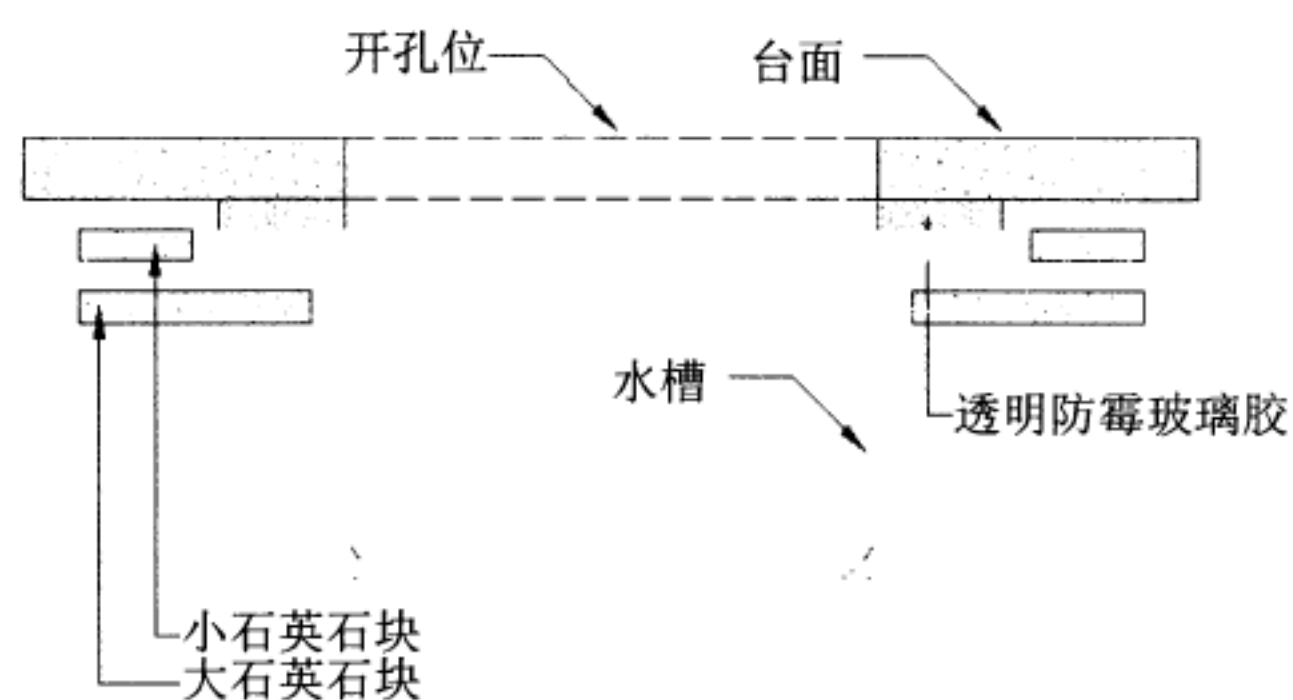 开孔位
台面
水槽
透明防霉玻璃胶
小石英石块
大石英石块